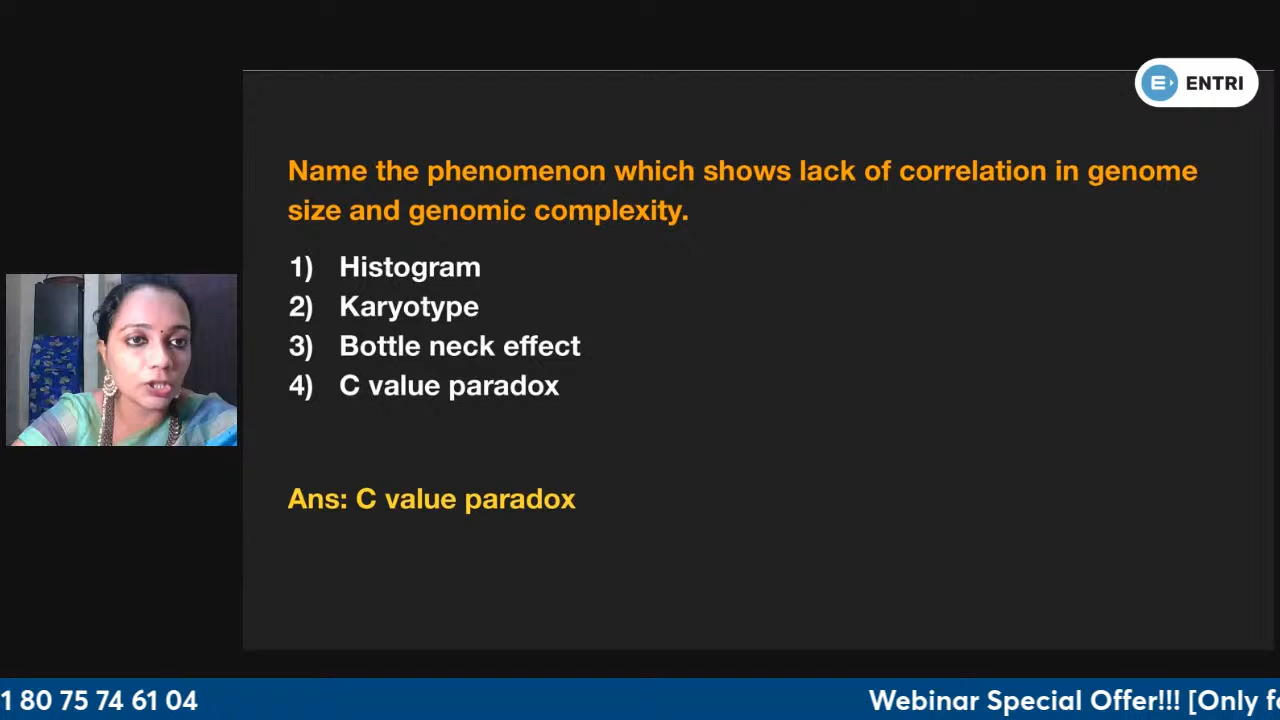 ENTRI
Name the phenomenon which shows lack of correlation in genome
size and genomic complexity.
1) Histogram
2) Karyotype
3) Bottle neck effect
4) C value paradox
Ans: C value paradox
1 80 75 74 61 04
Webinar Special Offer!!! [Only f